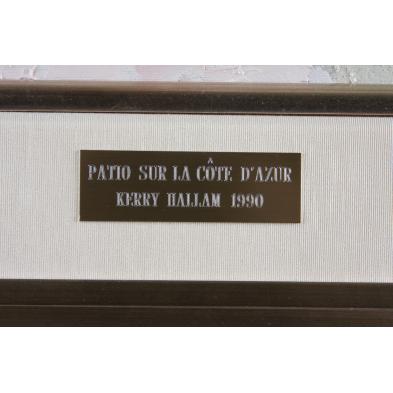 PATIO SUR LA CÔTE D'AZUR
KERRY HALLAM 1990